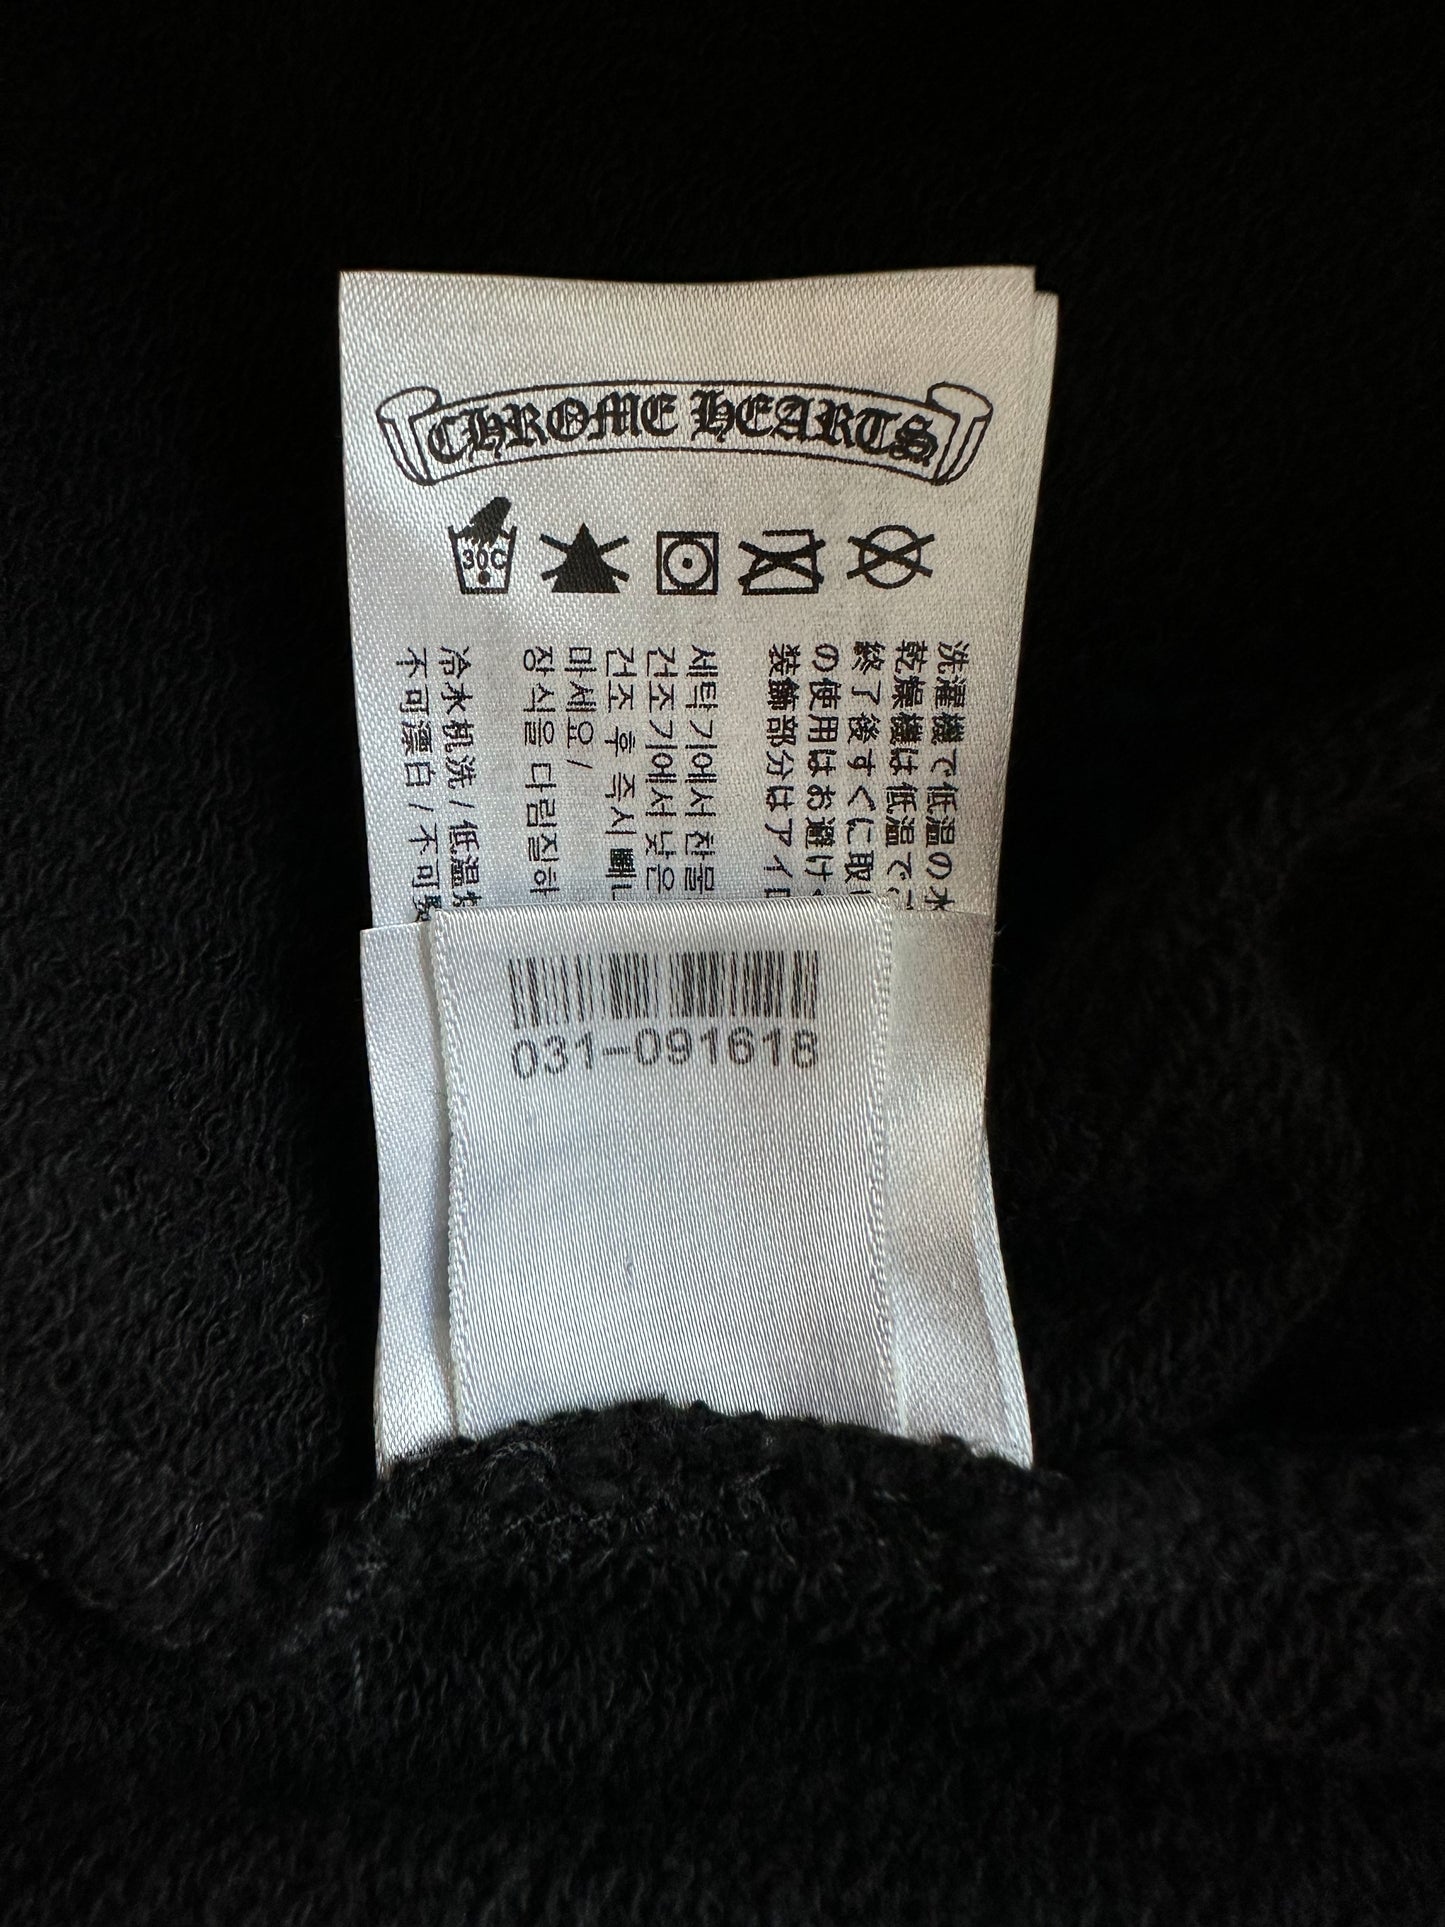 CHROME HEARTS
30C
洗濯機で低温の水
乾燥機は低温で
終了後すぐに取
の使用はお避け
装飾部分はアイロ
세탁기에서 찬물
건조기에서 낮은
건조 후 즉시 빼
마세요/
장식을 다림질하
冷水机洗/低温
不可漂白/不可
031-091618